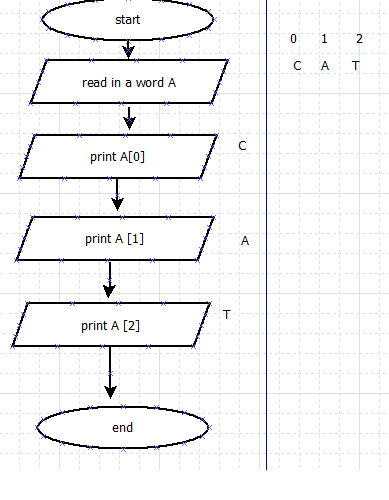 start
0 1 2
C A T
read in a word A
print A[0]
C
print A [1]
A
print A [2]
T
end